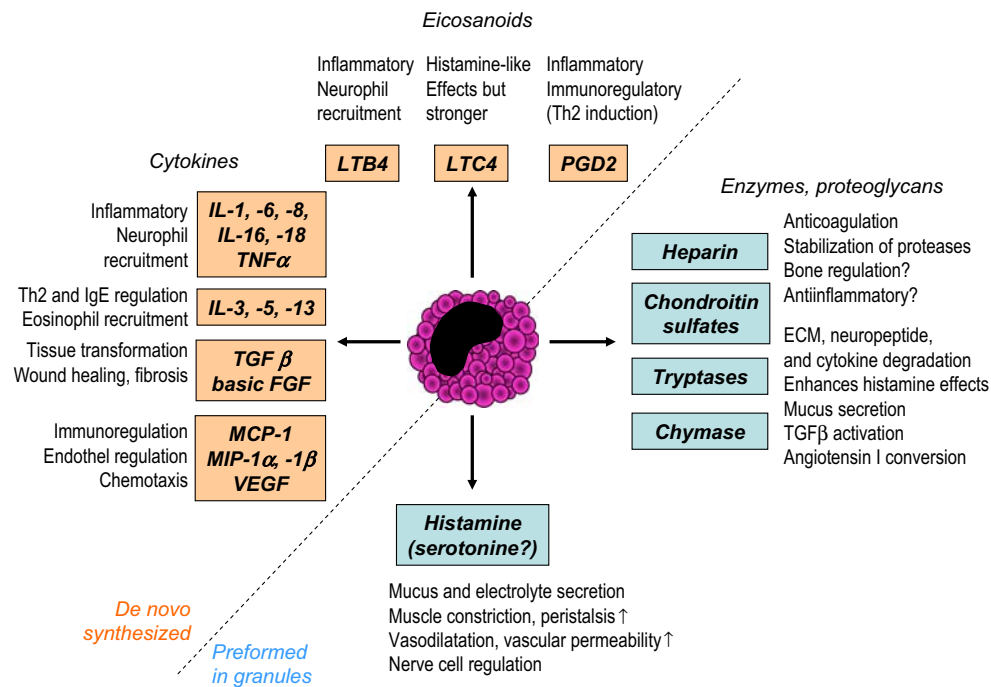 Eicosanoids
Inflammatory
Neurophil
recruitment
Histamine-like
Effects but
stronger
Inflammatory
Immunoregulatory
(Th2 induction)
LTB4
LTC4
PGD2
Cytokines
Inflammatory
Neurophil
recruitment
IL-1, -6, -8,
IL-16, -18
TNFα
Th2 and IgE regulation
Eosinophil recruitment
IL-3, -5, -13
Tissue transformation
Wound healing, fibrosis
TGF β
basic FGF
Immunoregulation
Endothel regulation
Chemotaxis
MCP-1
MIP-1α, -1β
VEGF
Enzymes, proteoglycans
Heparin
Chondroitin
sulfates
Tryptases
Chymase
Anticoagulation
Stabilization of proteases
Bone regulation?
Antiinflammatory?
ECM, neuropeptide,
and cytokine degradation
Enhances histamine effects
Mucus secretion
TGFβ activation
Angiotensin I conversion
Histamine
(serotonine?)
Mucus and electrolyte secretion
Muscle constriction, peristalsis ↑
Vasodilatation, vascular permeability ↑
Nerve cell regulation
De novo
synthesized
Preformed
in granules